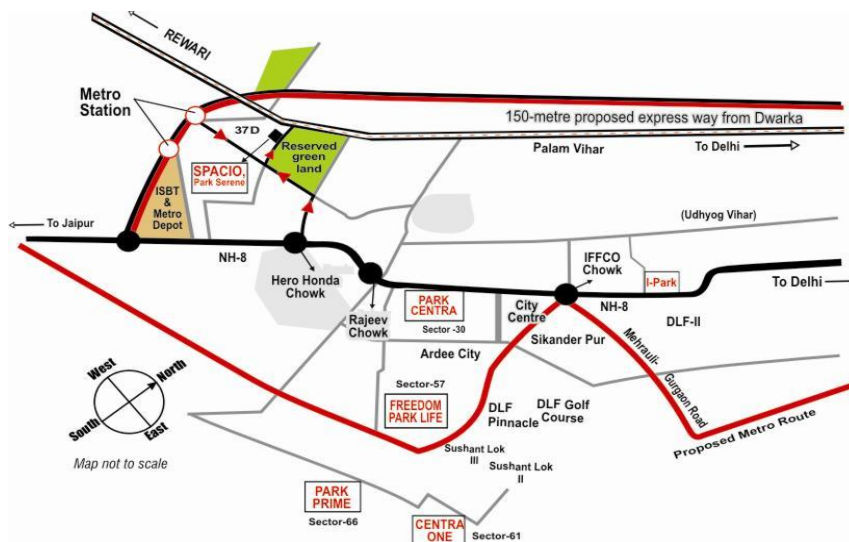 REWARI
Metro
Station
150-metre proposed express way from Dwarka
37D
Reserved
green
land
Palam Vihar
To Delhi
SPACIO,
Park Serene
ISBT
&
Metro
Depot
To Jaipur
(Udhyog Vihar)
NH-8
IFFCO
Chowk
I-Park
To Delhi
Hero Honda
Chowk
PARK
CENTRA
City
Centre
NH-8
Rajeev
Chowk
Sector -30
DLF-II
Sikander Pur
Ardee City
Mehrauli-
Gurgaon Road
West
North
South
East
Sector-57
FREEDOM
PARK LIFE
DLF
Pinnacle
DLF Golf
Course
Proposed Metro Route
Sushant Lok
III
Map not to scale
Sushant Lok
II
PARK
PRIME
Sector-66
CENTRA
ONE
Sector-61